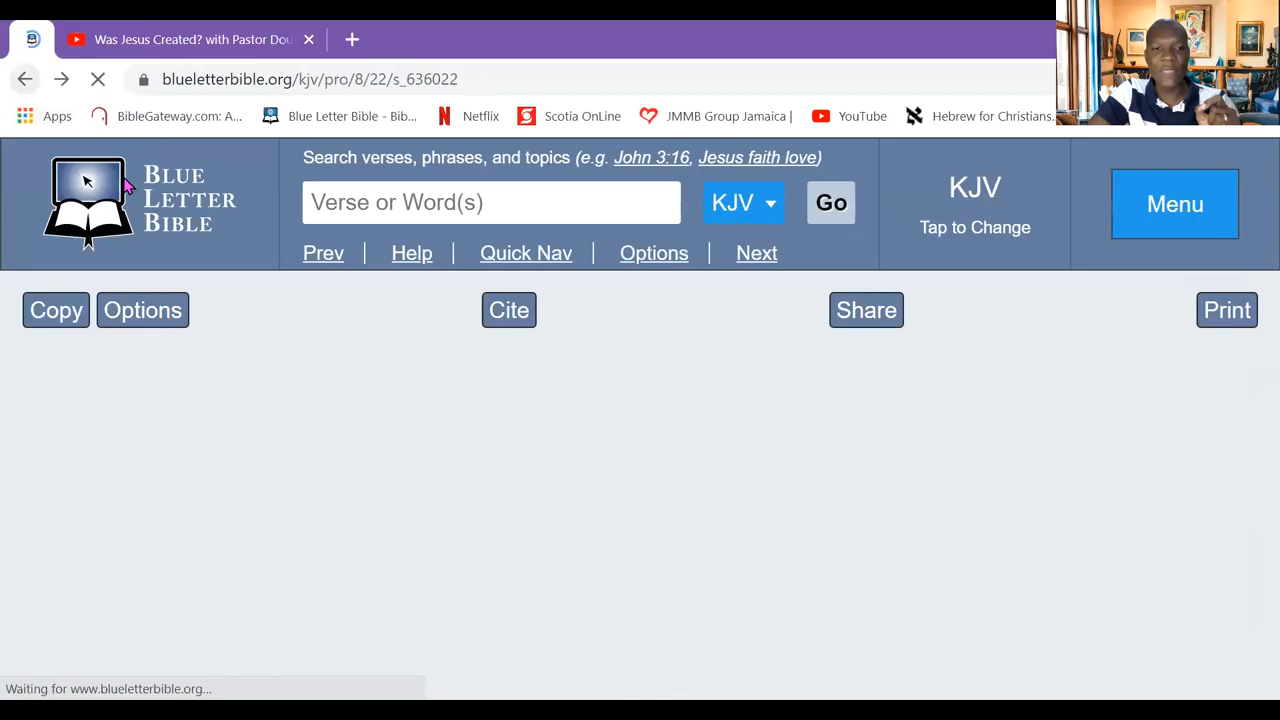 Was Jesus Created? with Pastor Dou
blueletterbible.org/kjv/pro/8/22/s_636022
Apps BibleGateway.com: A... Blue Letter Bible - Bib... Netflix Scotia OnLine JMMB Group Jamaica | YouTube Hebrew for Christians.
BLUE LETTER BIBLE
Search verses, phrases, and topics (e.g. John 3:16, Jesus faith love)
Verse or Word(s) KJV Go
Prev | Help | Quick Nav | Options | Next
KJV
Tap to Change
Menu
Copy Options Cite Share Print
Waiting for www.blueletterbible.org...